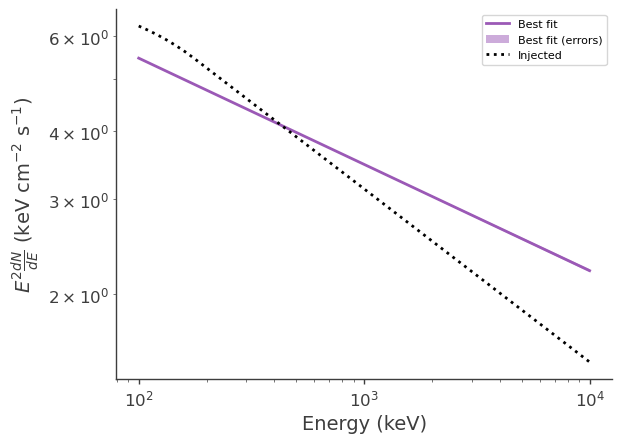 6 × 10⁰
4 × 10⁰
3 × 10⁰
2 × 10⁰
E² dN/dE (keV cm⁻² s⁻¹)
Best fit
Best fit (errors)
Injected
10² 10³ 10⁴
Energy (keV)